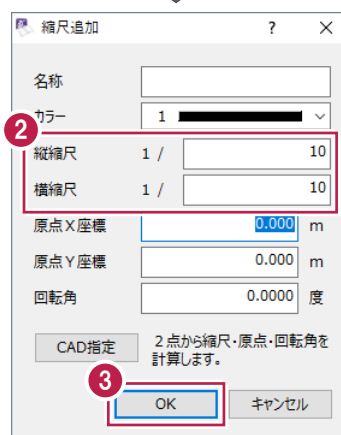 縮尺追加 ? ×
名称
カラー 1
2
縦縮尺 1 / 10
横縮尺 1 / 10
原点X座標 0.000 m
原点Y座標 0.000 m
回転角 0.0000 度
CAD指定 2点から縮尺・原点・回転角を
計算します。
3
OK キャンセル